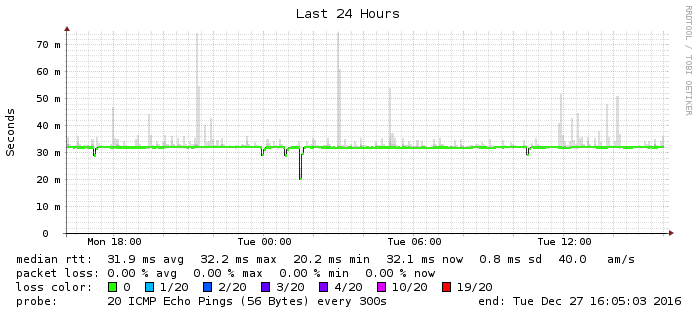 Last 24 Hours
RRDTOOL / TOBI OETIKER
Seconds
70 m
60 m
50 m
40 m
30 m
20 m
10 m
0
Mon 18:00 Tue 00:00 Tue 06:00 Tue 12:00
median rtt: 31.9 ms avg 32.2 ms max 20.2 ms min 32.1 ms now 0.8 ms sd 40.0 am/s
packet loss: 0.00 % avg 0.00 % max 0.00 % min 0.00 % now
loss color: 0 1/20 2/20 3/20 4/20 10/20 19/20
probe: 20 ICMP Echo Pings (56 Bytes) every 300s end: Tue Dec 27 16:05:03 2016